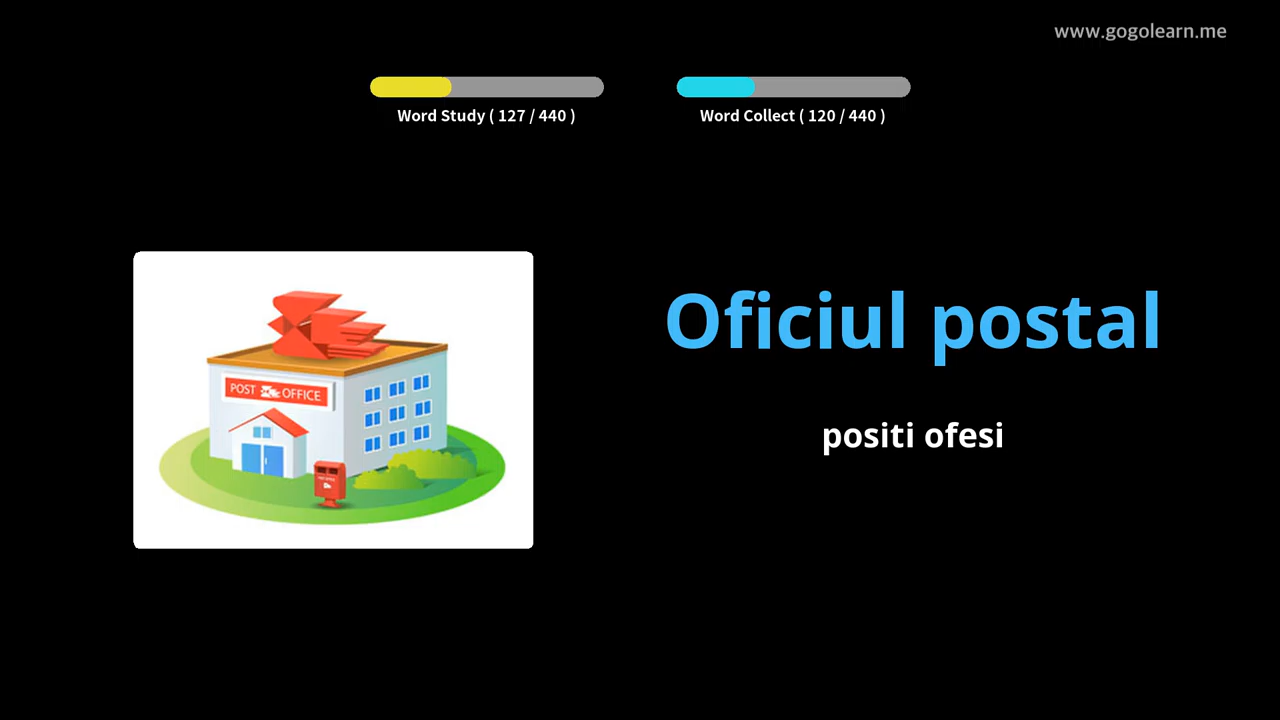 www.gogolearn.me
Word Study ( 127 / 440 )
Word Collect ( 120 / 440 )
POST OFFICE
Oficiul postal
positi ofesi